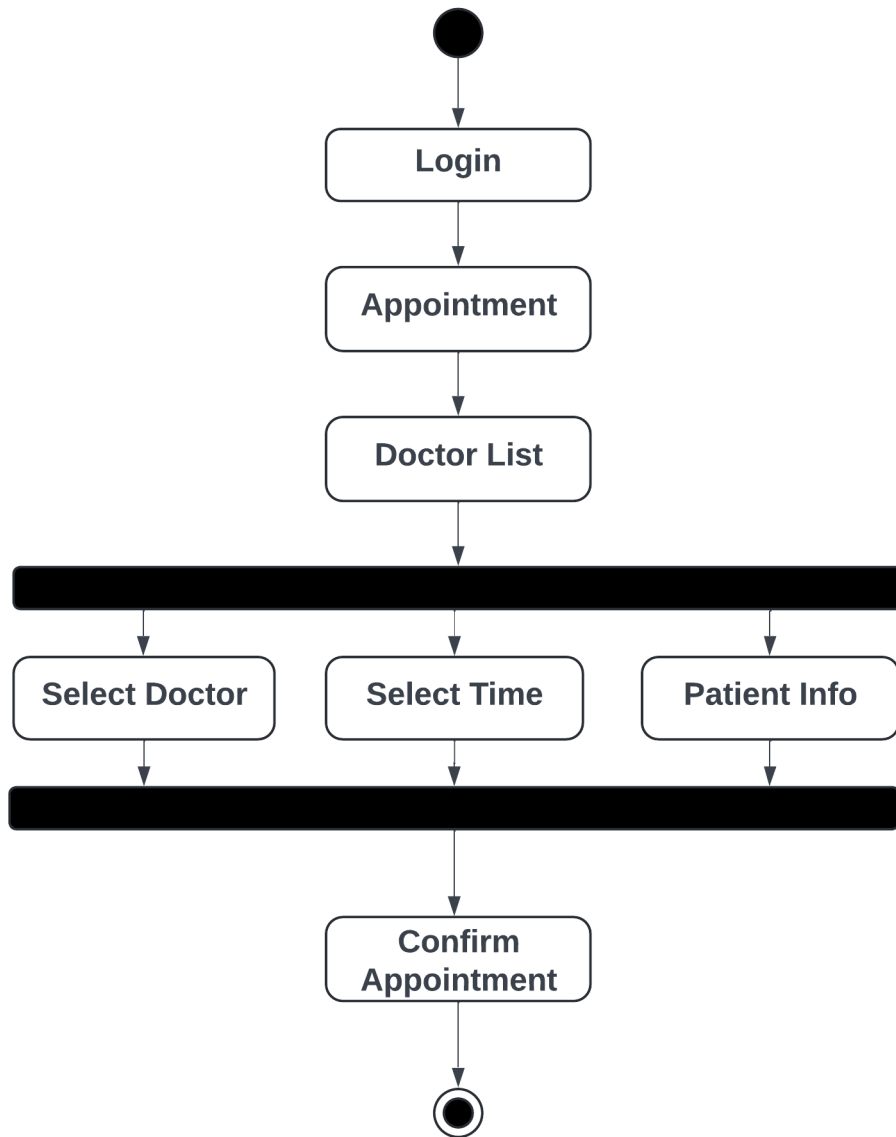 Login
Appointment
Doctor List
Select Doctor
Select Time
Patient Info
Confirm
Appointment